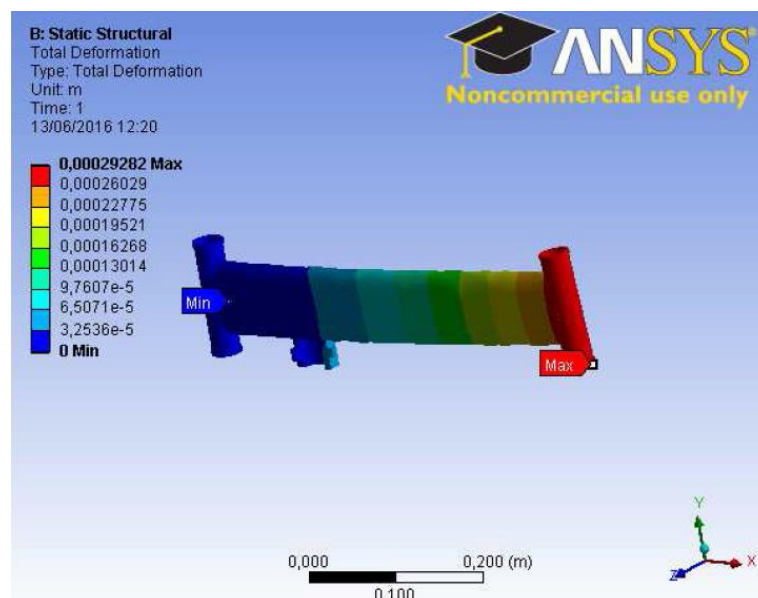 B: Static Structural
Total Deformation
Type: Total Deformation
Unit: m
Time: 1
13/06/2016 12:20
ANSYS
Noncommercial use only
0,00029282 Max
0,00026029
0,00022775
0,00019521
0,00016268
0,00013014
9,7607e-5
6,5071e-5
3,2536e-5
0 Min
Min
Max
Y
X
Z
0,000 0,200 (m)
0,100